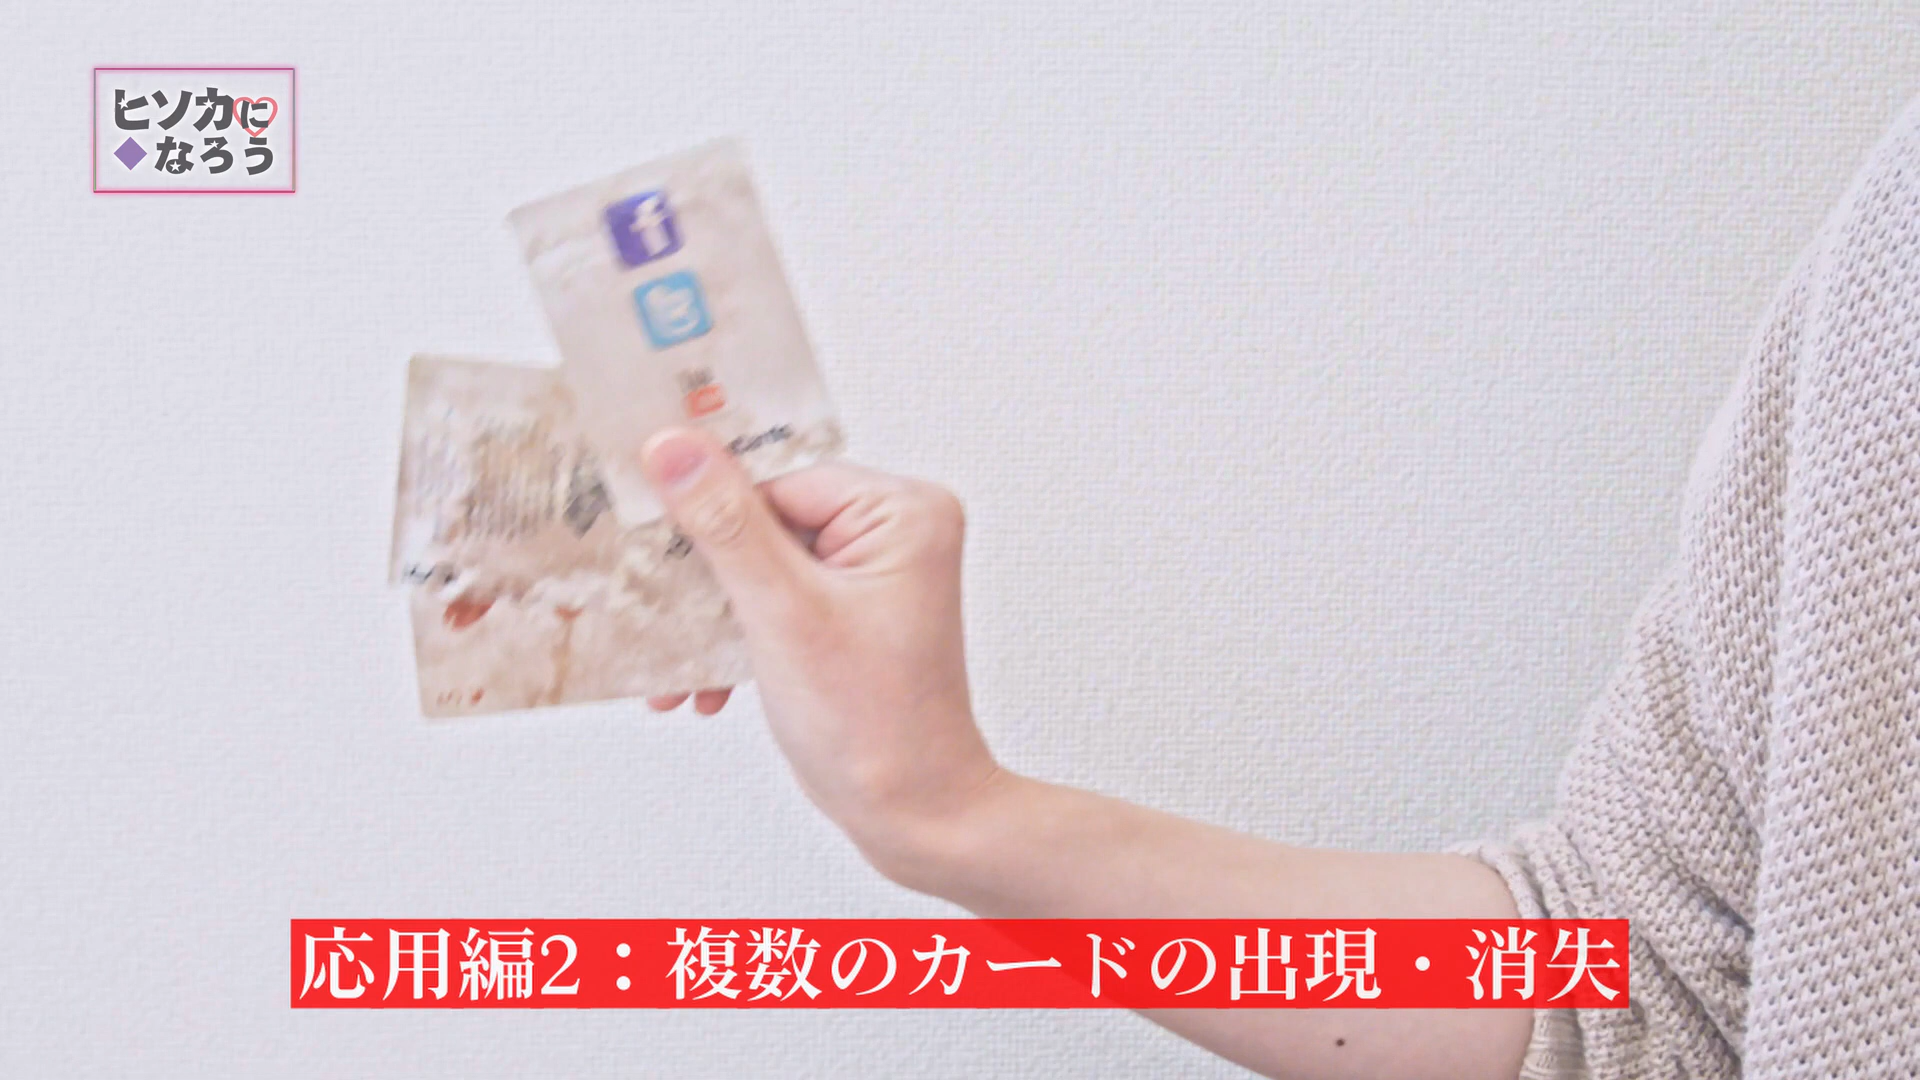 ヒソカに
なろう
f
t
応用編2：複数のカードの出現・消失